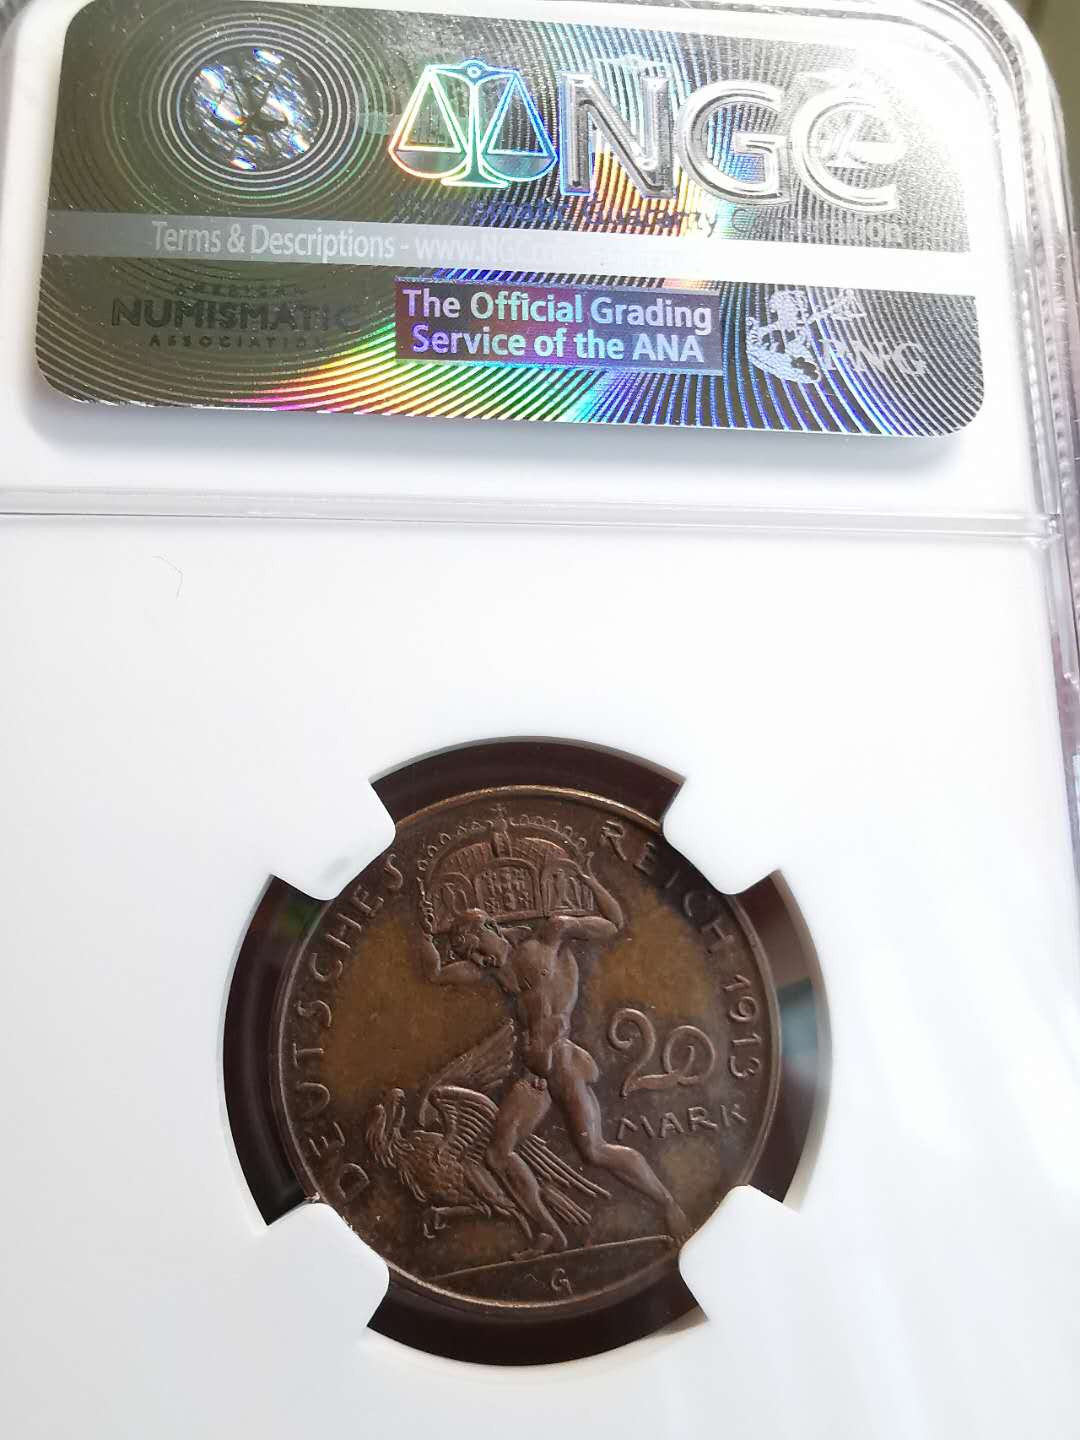 NGC
Guaranty
Terms & Descriptions - www.NGC
NUMISMATIC
ASSOCIATION
The Official Grading
Service of the ANA
PNG
DEUTSCHES REICH 1913
20
MARK
G